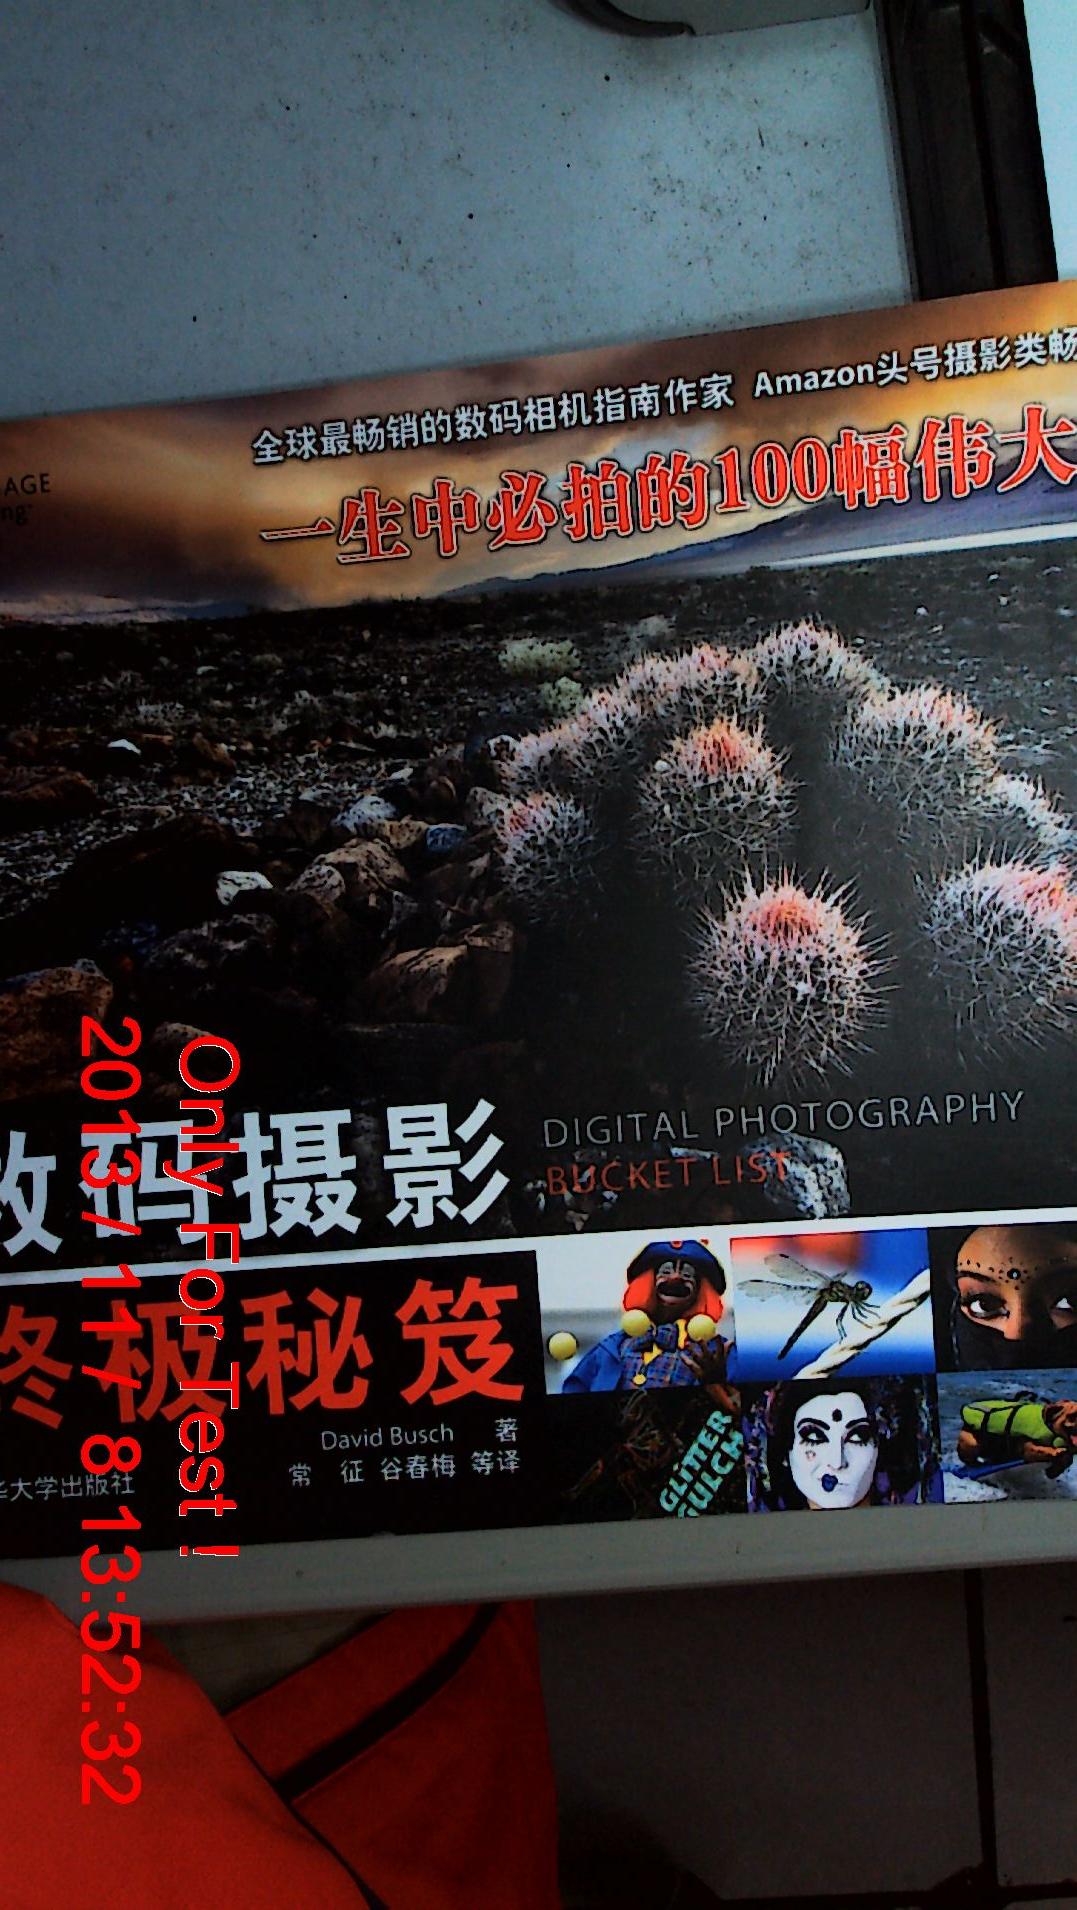 全球最畅销的数码相机指南作家 Amazon头号摄影类畅
一生中必拍的100幅伟大
AGE
ng
DIGITAL PHOTOGRAPHY
BUCKET LIST
数码摄影
终极秘笈
David Busch 著
常 征 谷春梅 等译
华大学出版社
GLITTER
GULCH
Only For Test !
2013/ 11/ 8 13:52:32